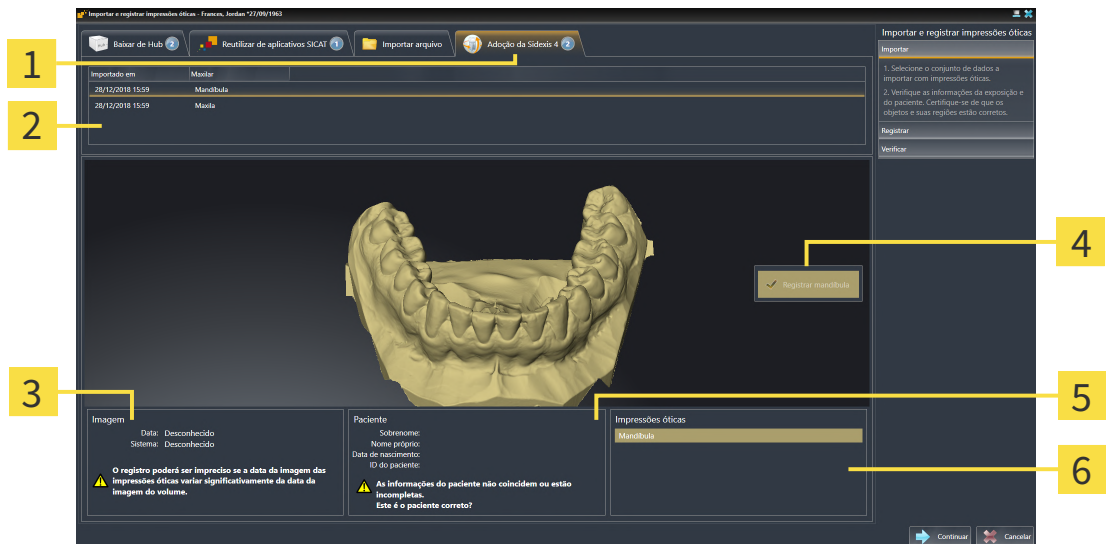 Importar e registrar impressões óticas - Frances, Jordan *27/09/1963
Baixar de Hub 2
Reutilizar de aplicativos SICAT 1
Importar arquivo
Adoção da Sidexis 4 2
Importado em Maxilar
28/12/2018 15:59 Mandíbula
28/12/2018 15:59 Maxila
Importar e registrar impressões óticas
Importar
1. Selecione o conjunto de dados a
importar com impressões óticas.
2. Verifique as informações da exposição e
do paciente. Certifique-se de que os
objetos e suas regiões estão corretos.
Registrar
Verificar
1
2
3
4
5
6
Registrar mandíbula
Imagem
Data: Desconhecido
Sistema: Desconhecido
O registro poderá ser impreciso se a data da imagem das
impressões óticas variar significativamente da data da
imagem do volume.
Paciente
Sobrenome:
Nome próprio:
Data de nascimento:
ID do paciente:
As informações do paciente não coincidem ou estão
incompletas.
Este é o paciente correto?
Impressões óticas
Mandíbula
Continuar
Cancelar